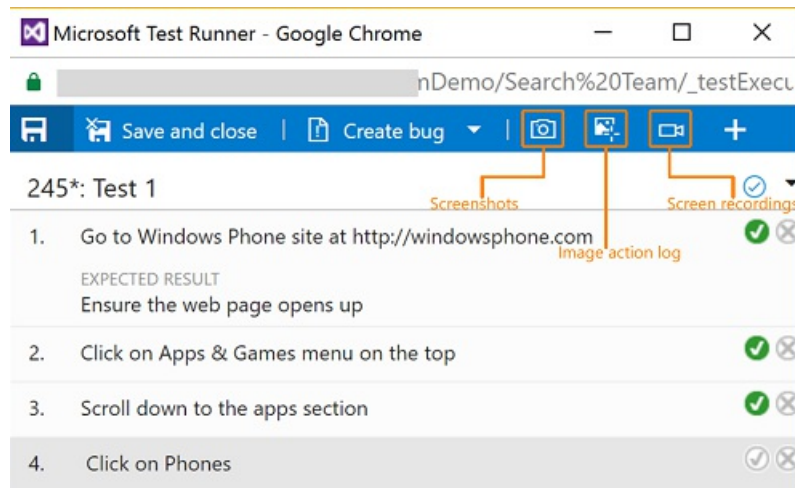 Microsoft Test Runner - Google Chrome
mDemo/Search%20Team/_testExecu
Save and close | Create bug
245*: Test 1
Screenshots
Screen recordings
Image action log
1. Go to Windows Phone site at http://windowsphone.com
EXPECTED RESULT
Ensure the web page opens up
2. Click on Apps & Games menu on the top
3. Scroll down to the apps section
4. Click on Phones